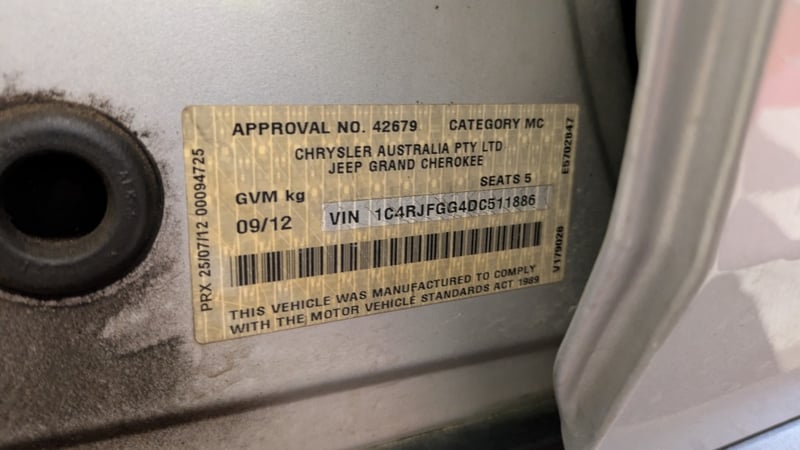 APPROVAL NO. 42679 CATEGORY MC
CHRYSLER AUSTRALIA PTY LTD
JEEP GRAND CHEROKEE
SEATS 5
GVM kg
09/12 VIN 1C4RJFGG4DC511886
THIS VEHICLE WAS MANUFACTURED TO COMPLY
WITH THE MOTOR VEHICLE STANDARDS ACT 1989
PRX 25/07/12 00094725
V179028 E5702847